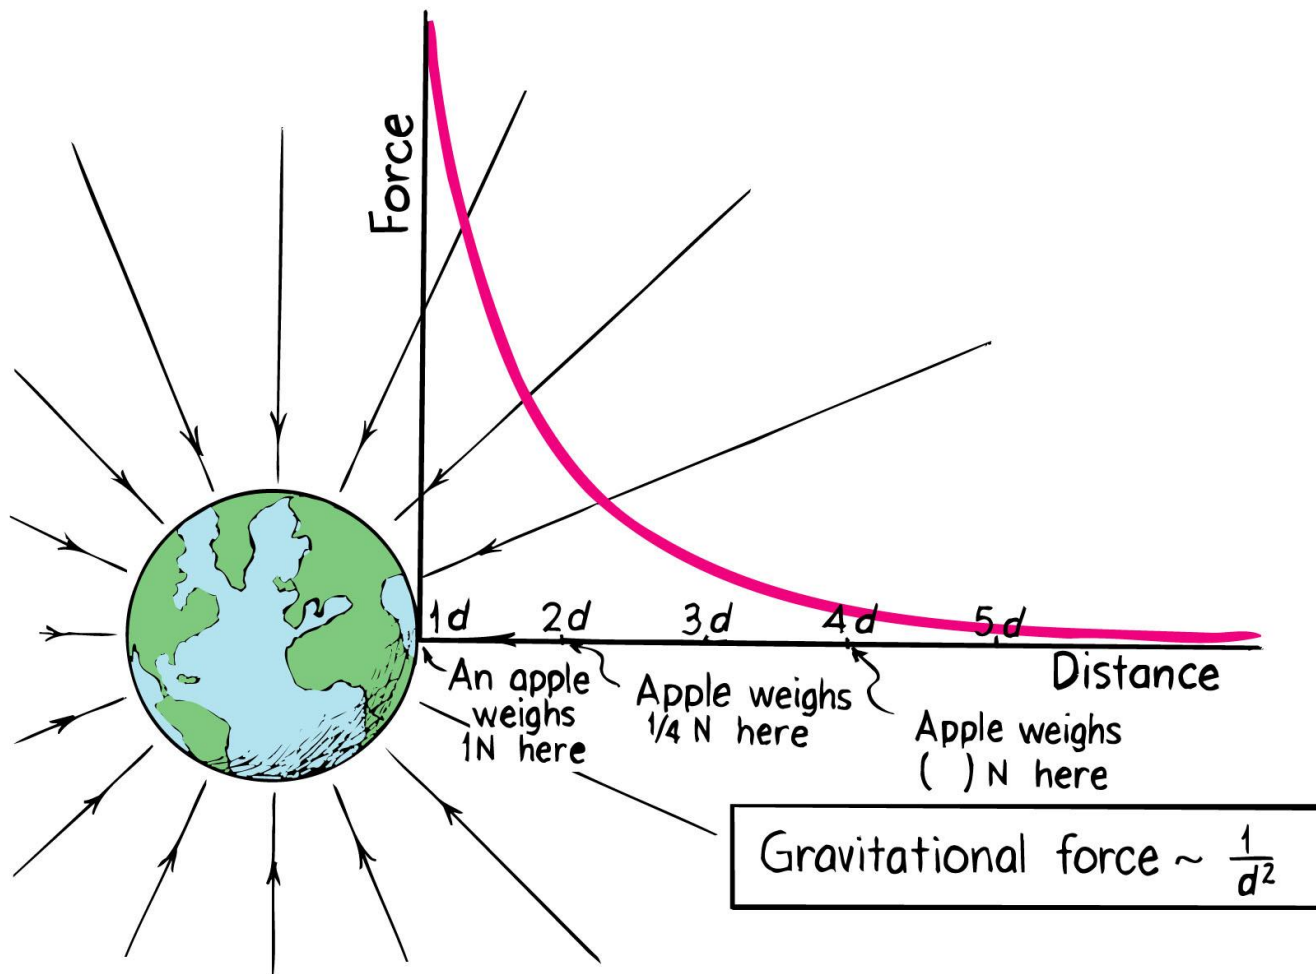 Force
1d 2d 3d 4d 5d
Distance
An apple
weighs
1N here
Apple weighs
1/4 N here
Apple weighs
( ) N here
Gravitational force ~ 1/d²